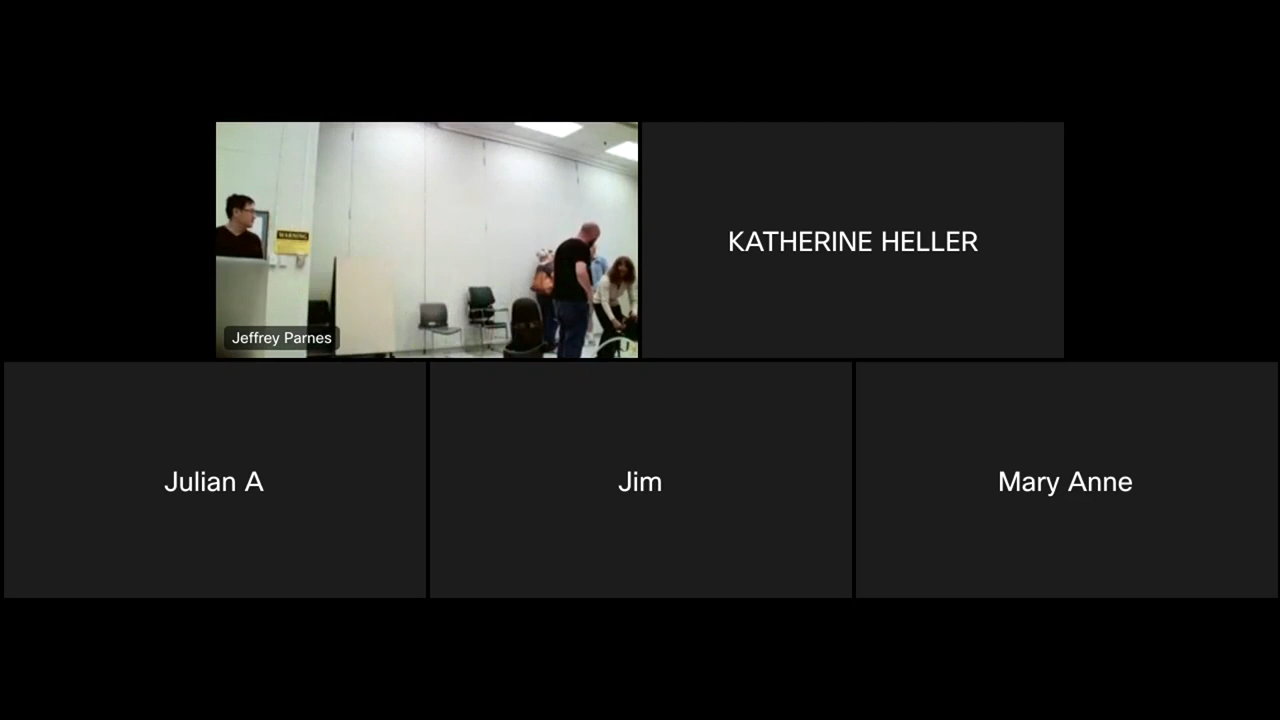 WARNING
Jeffrey Parnes
KATHERINE HELLER
Julian A
Jim
Mary Anne